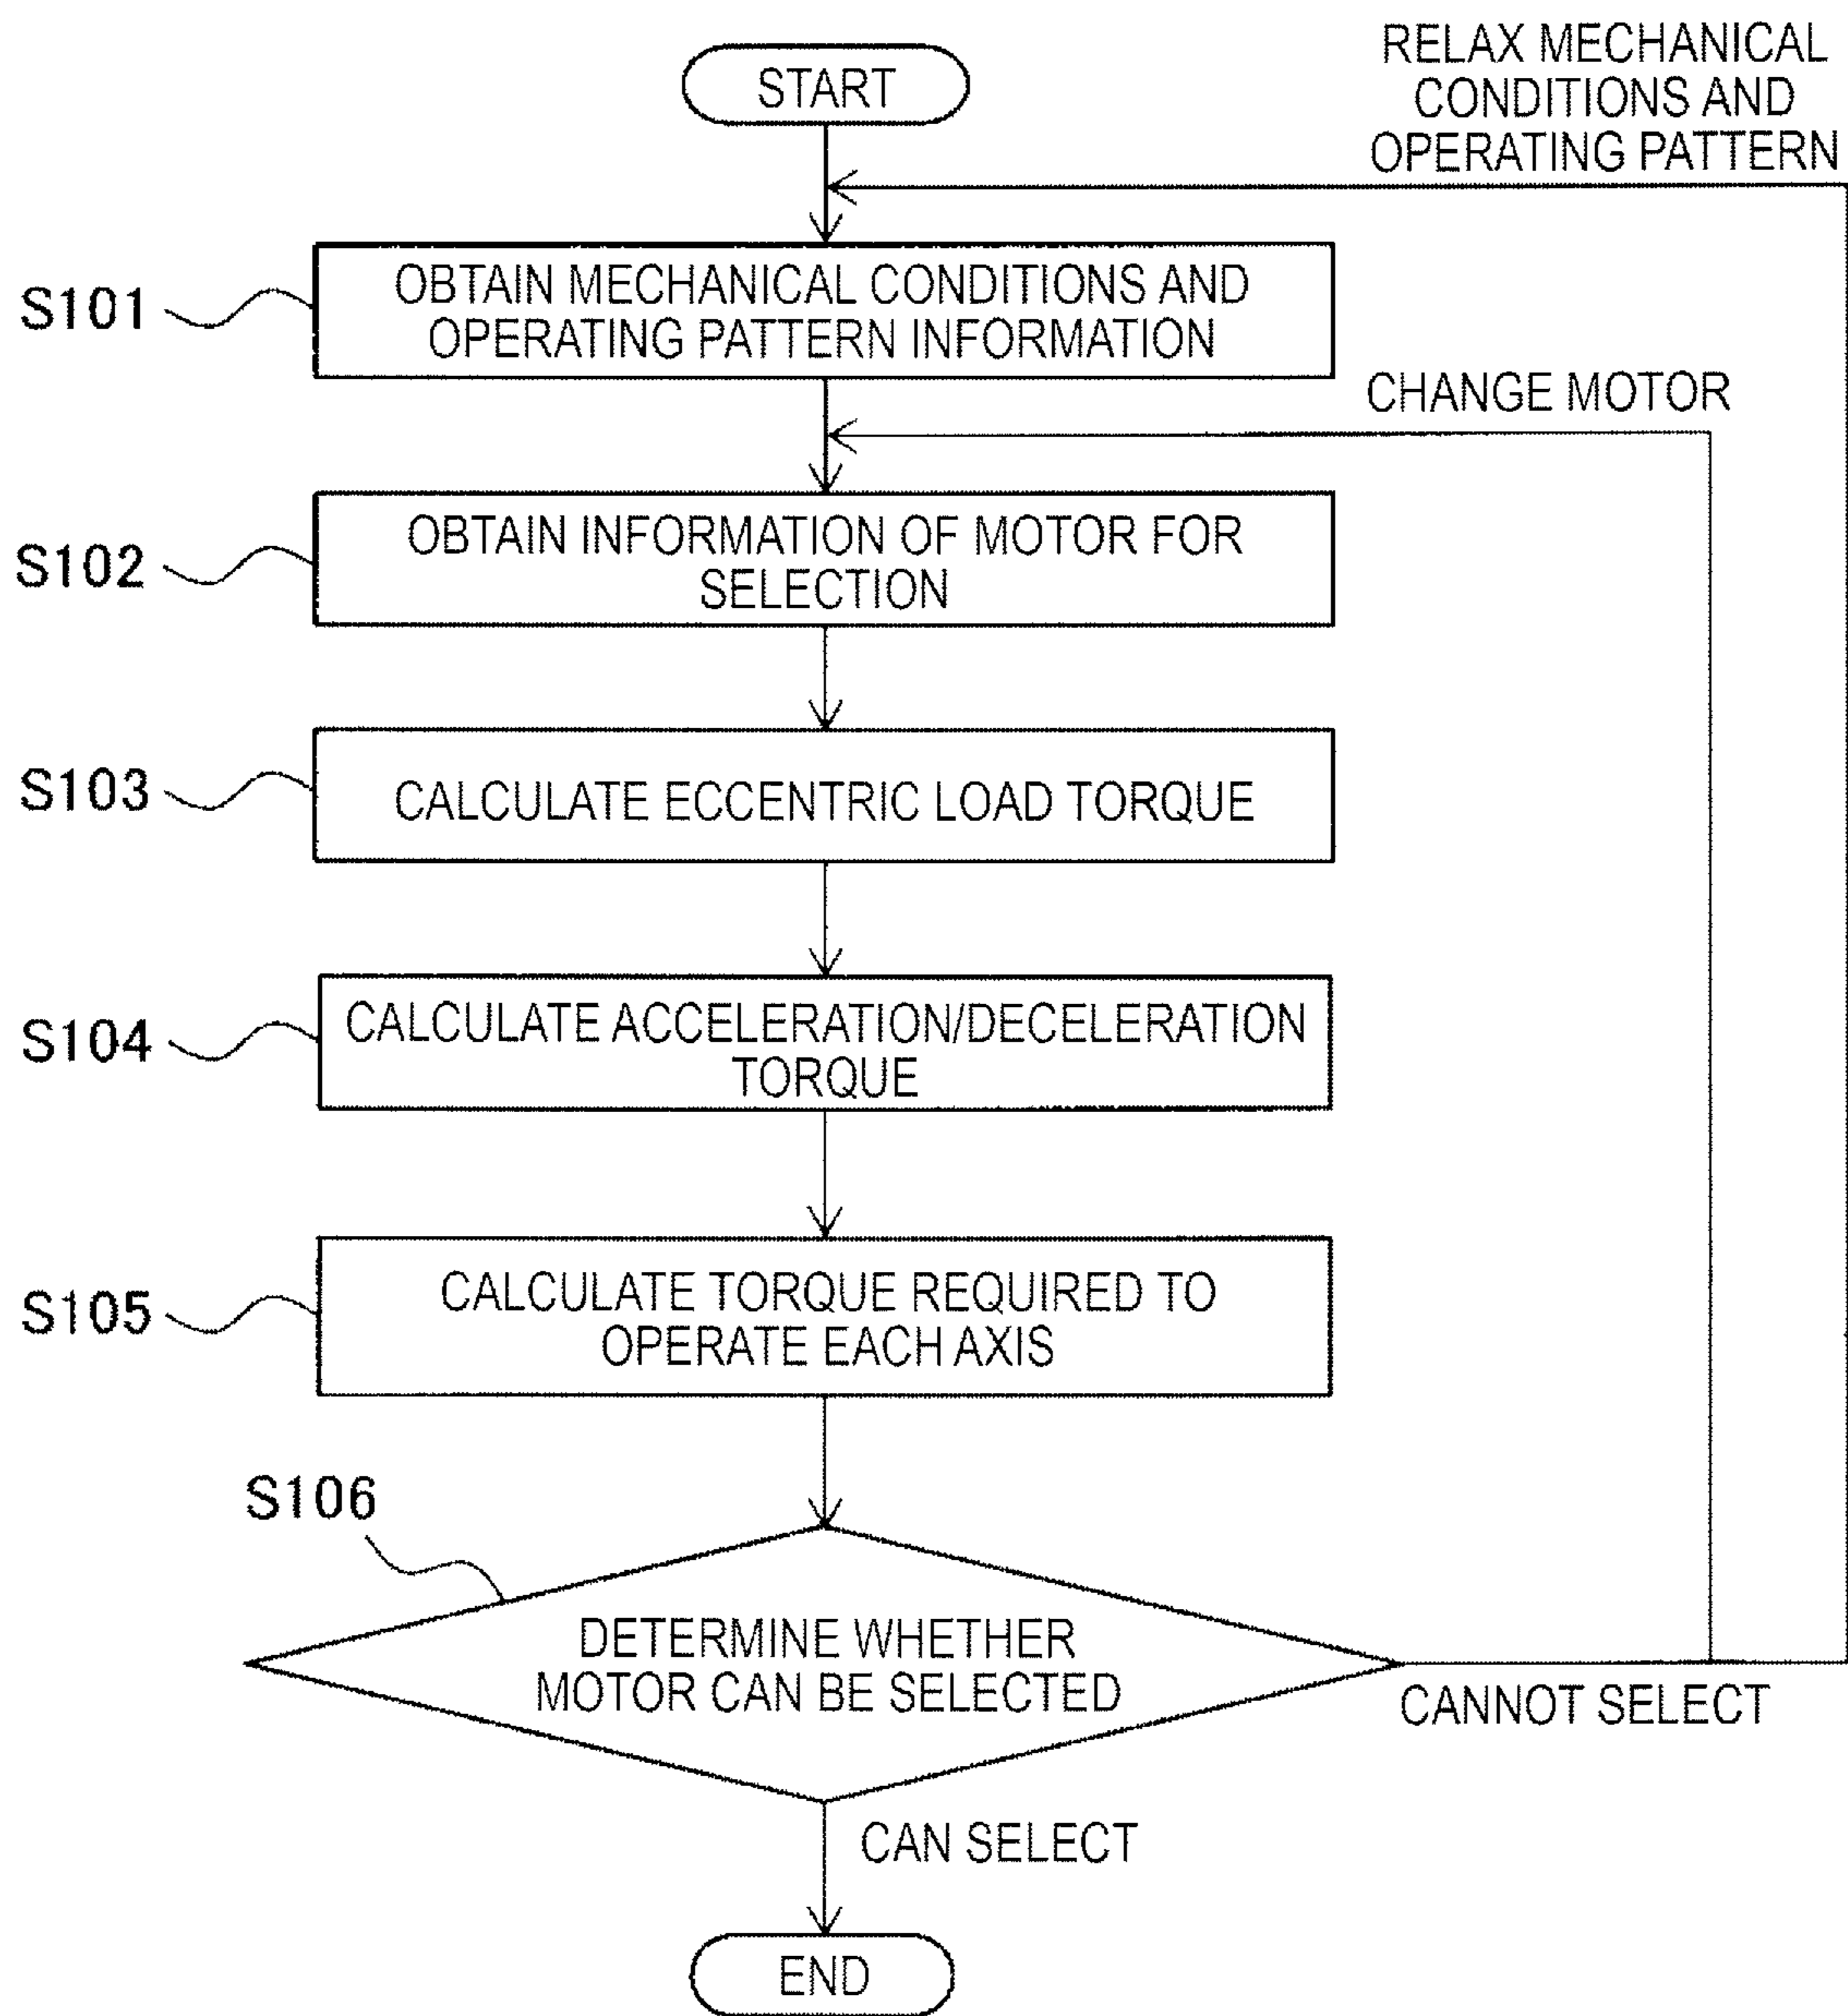 START
RELAX MECHANICAL
CONDITIONS AND
OPERATING PATTERN
S101
OBTAIN MECHANICAL CONDITIONS AND
OPERATING PATTERN INFORMATION
CHANGE MOTOR
S102
OBTAIN INFORMATION OF MOTOR FOR
SELECTION
S103
CALCULATE ECCENTRIC LOAD TORQUE
S104
CALCULATE ACCELERATION/DECELERATION
TORQUE
S105
CALCULATE TORQUE REQUIRED TO
OPERATE EACH AXIS
S106
DETERMINE WHETHER
MOTOR CAN BE SELECTED
CANNOT SELECT
CAN SELECT
END